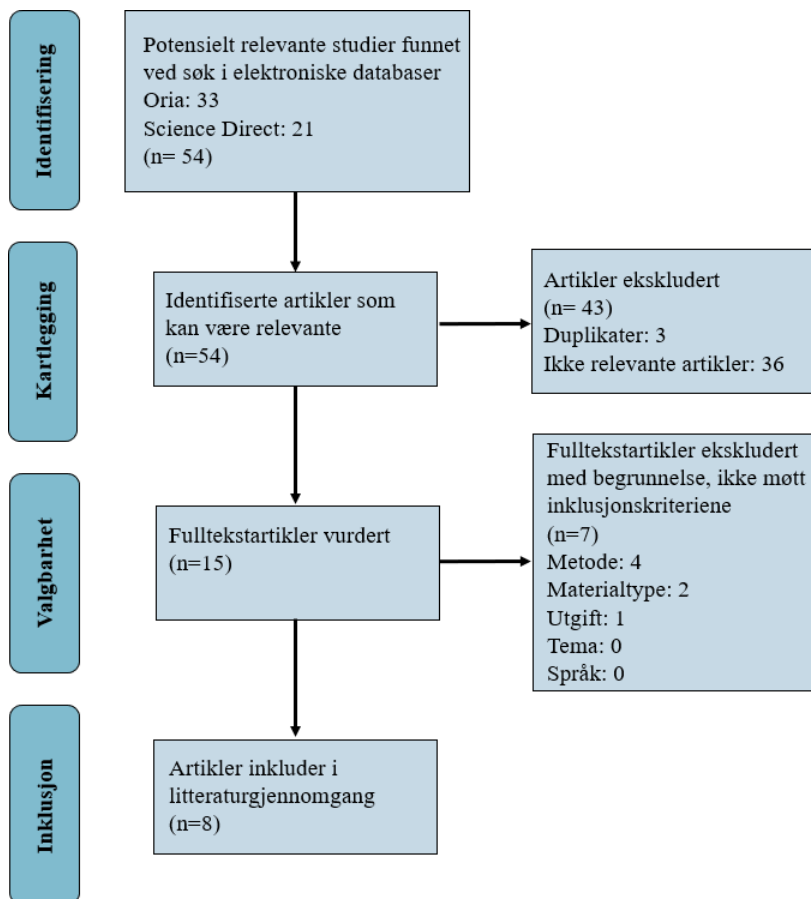 Identifisering
Potensielt relevante studier funnet
ved søk i elektroniske databaser
Oria: 33
Science Direct: 21
(n= 54)
Kartlegging
Identifiserte artikler som
kan være relevante
(n=54)
Artikler ekskludert
(n= 43)
Duplikater: 3
Ikke relevante artikler: 36
Valgbarhet
Fulltekstartikler vurdert
(n=15)
Fulltekstartikler ekskludert
med begrunnelse, ikke møtt
inklusjonskriteriene
(n=7)
Metode: 4
Materialtype: 2
Utgift: 1
Tema: 0
Språk: 0
Inklusjon
Artikler inkluder i
litteraturgjennomgang
(n=8)